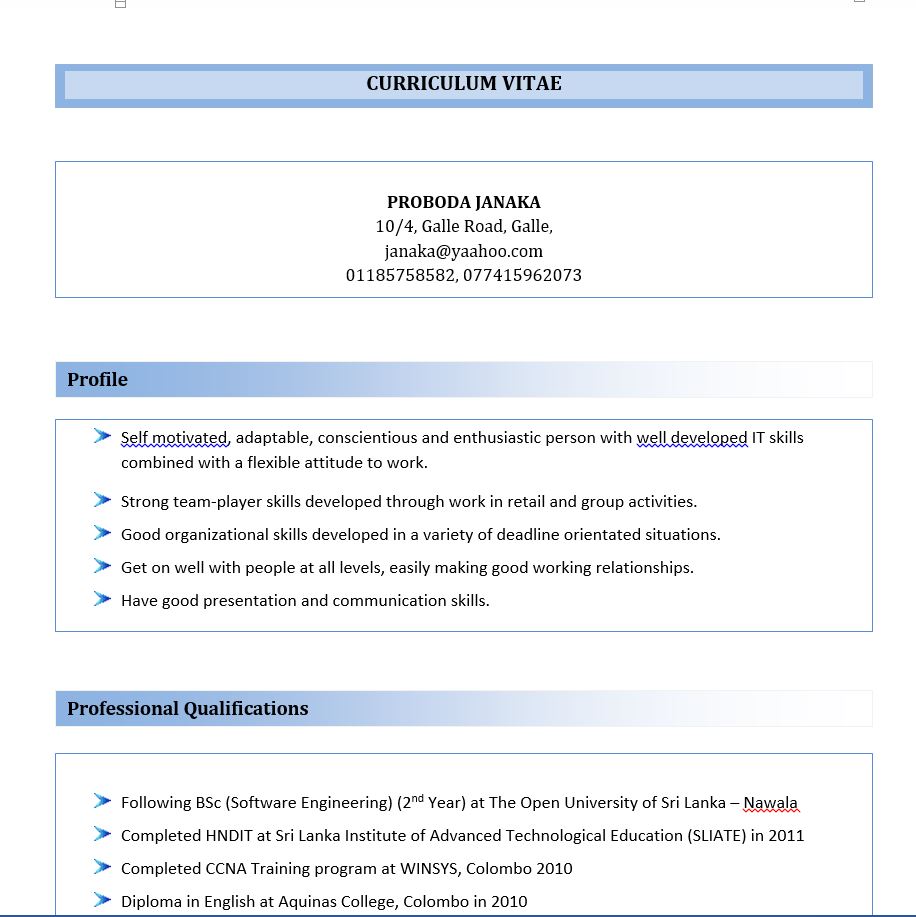 CURRICULUM VITAE
PROBODA JANAKA
10/4, Galle Road, Galle,
janaka@yaahoo.com
01185758582, 077415962073
Profile
Self motivated, adaptable, conscientious and enthusiastic person with well developed IT skills
combined with a flexible attitude to work.
Strong team-player skills developed through work in retail and group activities.
Good organizational skills developed in a variety of deadline orientated situations.
Get on well with people at all levels, easily making good working relationships.
Have good presentation and communication skills.
Professional Qualifications
Following BSc (Software Engineering) (2nd Year) at The Open University of Sri Lanka – Nawala
Completed HNDIT at Sri Lanka Institute of Advanced Technological Education (SLIATE) in 2011
Completed CCNA Training program at WINSYS, Colombo 2010
Diploma in English at Aquinas College, Colombo in 2010